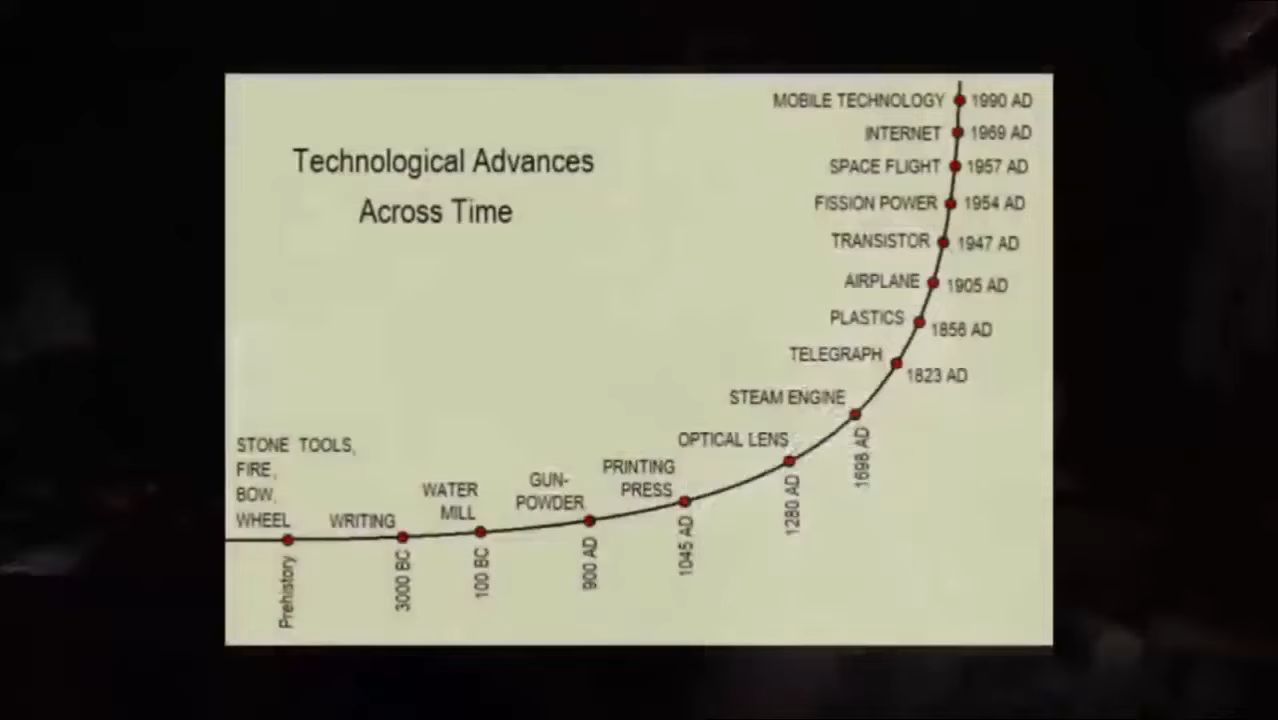 Technological Advances
Across Time
MOBILE TECHNOLOGY 1990 AD
INTERNET 1969 AD
SPACE FLIGHT 1957 AD
FISSION POWER 1954 AD
TRANSISTOR 1947 AD
AIRPLANE 1905 AD
PLASTICS 1856 AD
TELEGRAPH 1823 AD
STEAM ENGINE 1698 AD
OPTICAL LENS 1280 AD
PRINTING
PRESS 1045 AD
GUN-
POWDER 900 AD
WATER
MILL 100 BC
WRITING 3000 BC
STONE TOOLS,
FIRE,
BOW,
WHEEL Prehistory